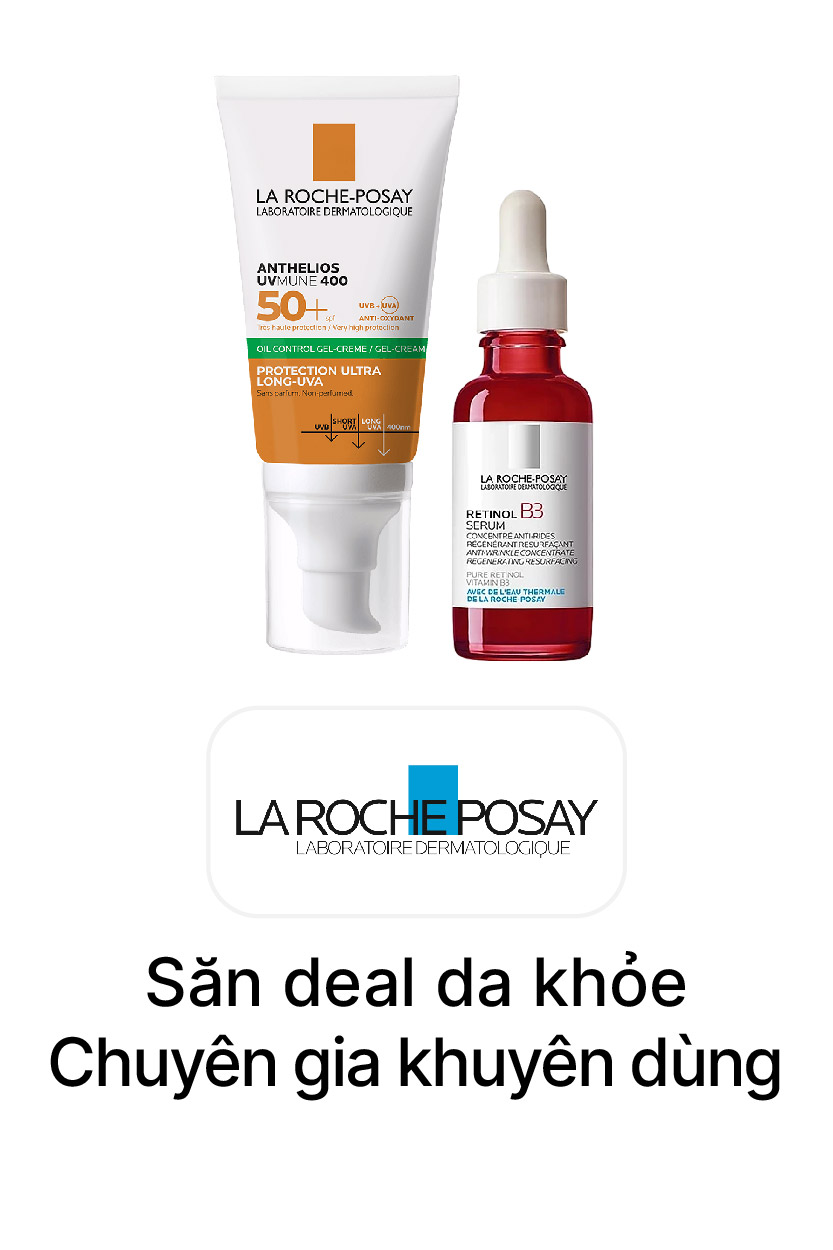 LA ROCHE-POSAY
LABORATOIRE DERMATOLOGIQUE
ANTHELIOS
UVMUNE 400
50+ spf
UVB + UVA
ANTI-OXYDANT
Très haute protection / Very high protection
OIL CONTROL GEL-CREME / GEL-CREAM
PROTECTION ULTRA
LONG-UVA
Sans parfum. Non-perfumed.
UVB SHORT UVA LONG UVA 400nm
LA ROCHE-POSAY
LABORATOIRE DERMATOLOGIQUE
RETINOL B3
SERUM
CONCENTRÉ ANTI-RIDES
RÉGÉNÉRANT RESURFAÇANT
ANTI-WRINKLE CONCENTRATE
REGENERATING RESURFACING
PURE RETINOL
VITAMIN B3
AVEC DE L'EAU THERMALE
DE LA ROCHE-POSAY
LA ROCHE POSAY
LABORATOIRE DERMATOLOGIQUE
Săn deal da khỏe
Chuyên gia khuyên dùng